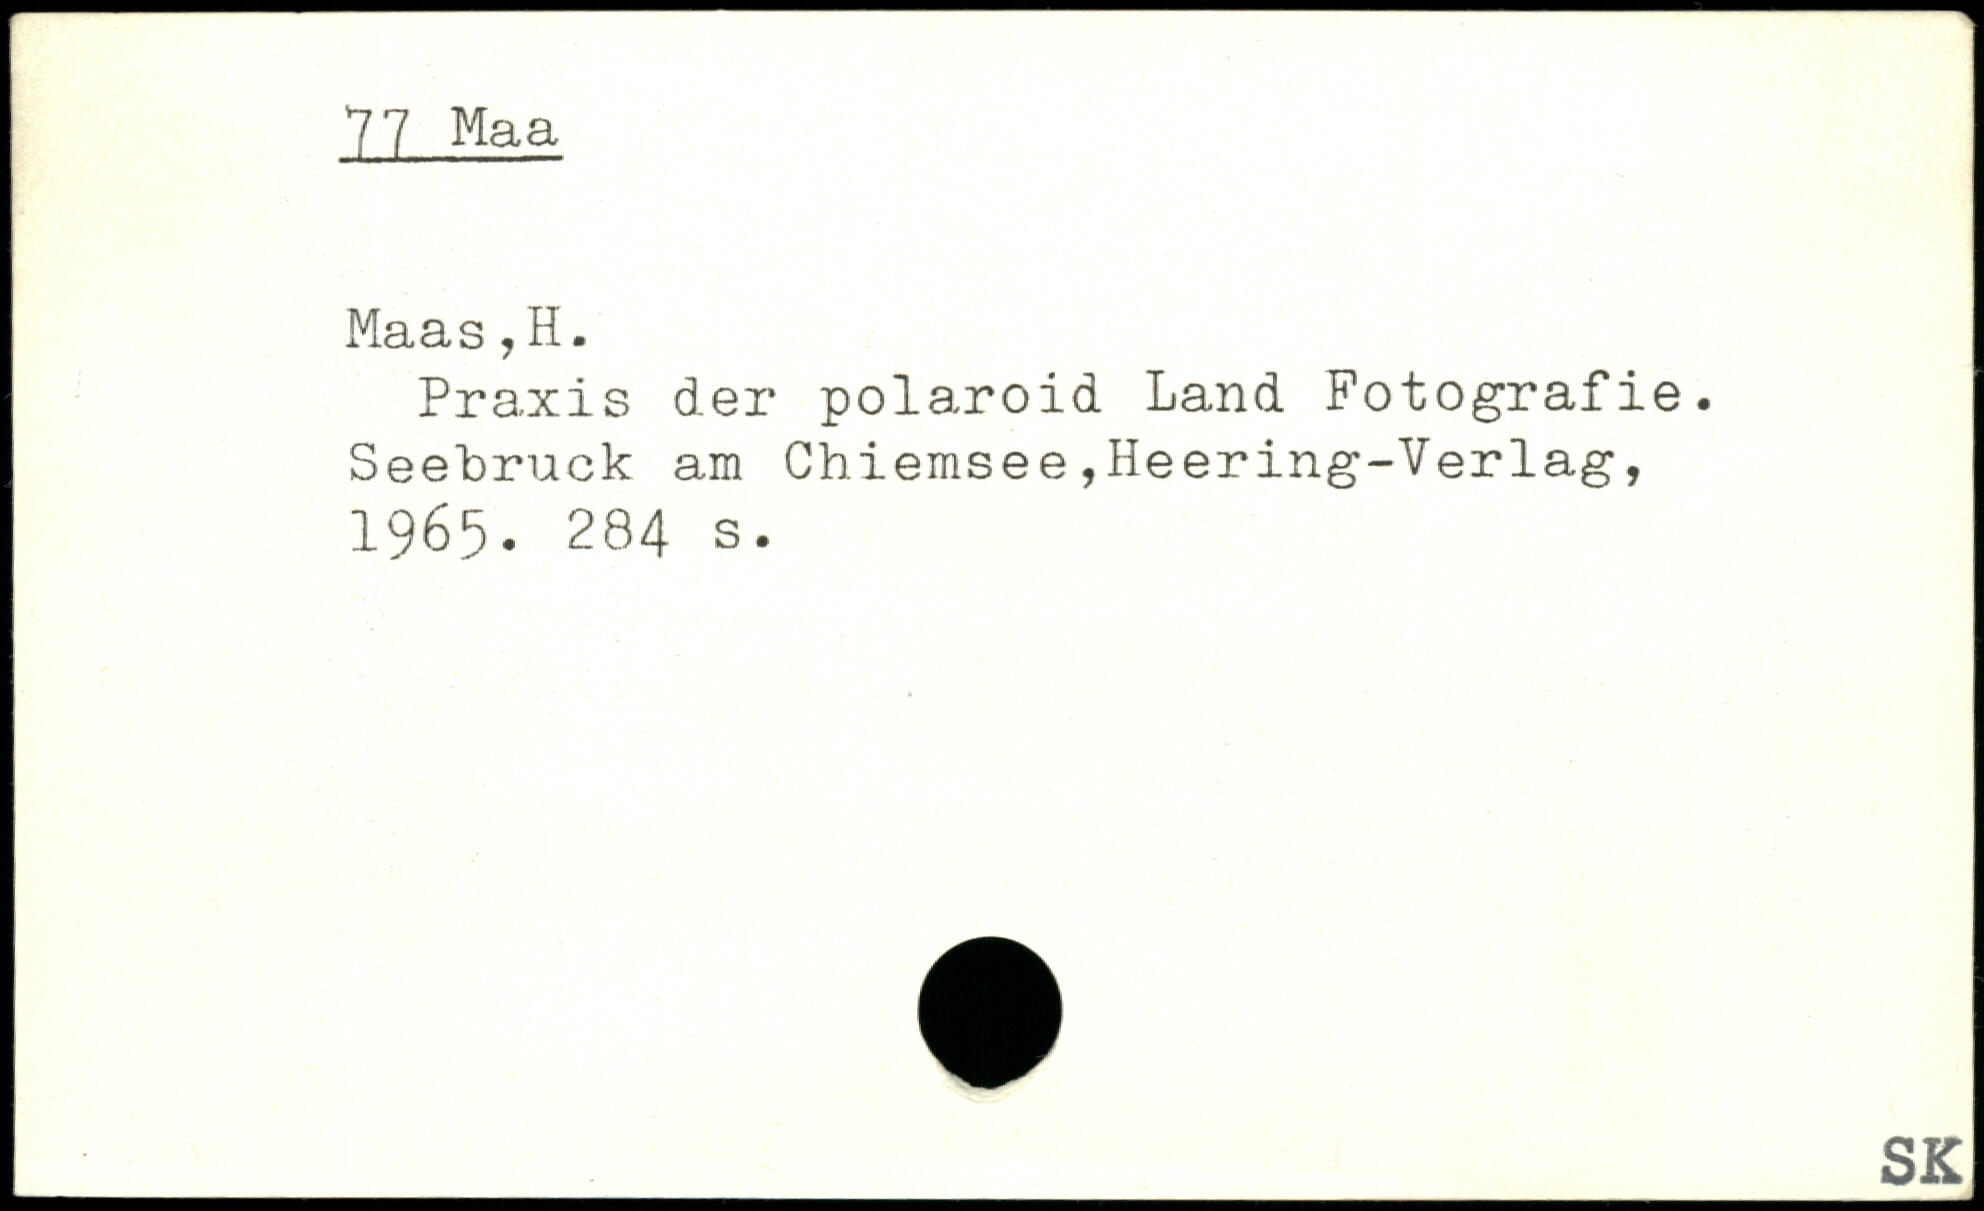 77 Maa
Maas,H.
Praxis der polaroid Land Fotografie.
Seebruck am Chiemsee,Heering-Verlag,
1965. 284 s.
SK